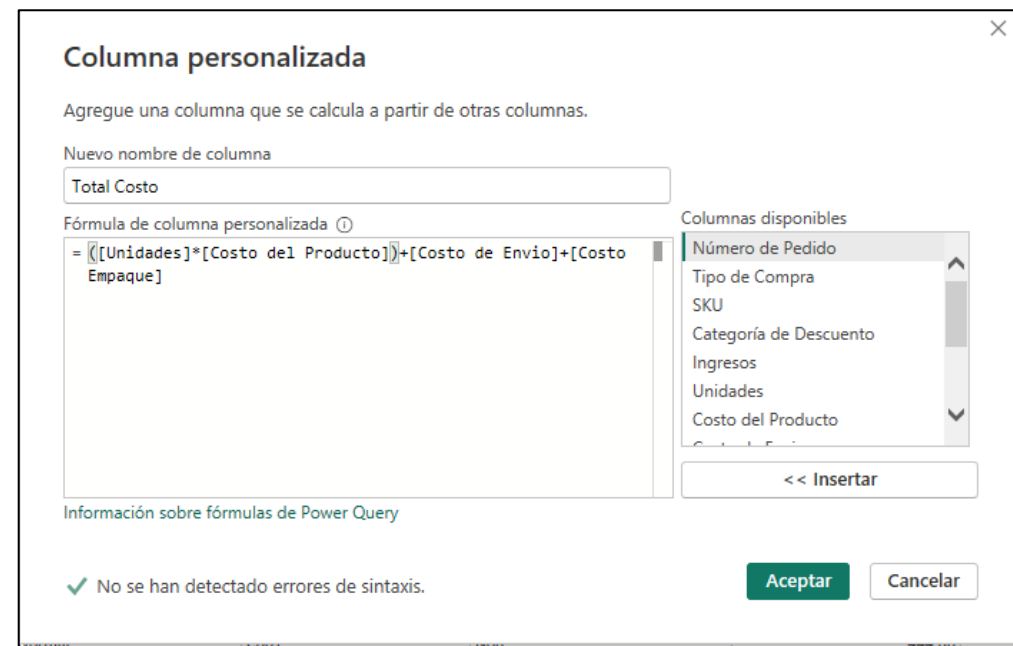 Columna personalizada
Agregue una columna que se calcula a partir de otras columnas.
Nuevo nombre de columna
Total Costo
Fórmula de columna personalizada
= ([Unidades]*[Costo del Producto])+[Costo de Envio]+[Costo
Empaque]
Columnas disponibles
Número de Pedido
Tipo de Compra
SKU
Categoría de Descuento
Ingresos
Unidades
Costo del Producto
<< Insertar
Información sobre fórmulas de Power Query
No se han detectado errores de sintaxis.
Aceptar
Cancelar